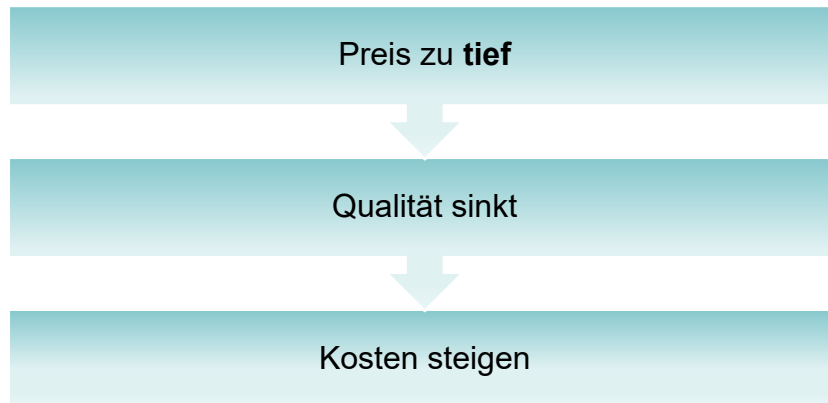 Preis zu tief
Qualität sinkt
Kosten steigen